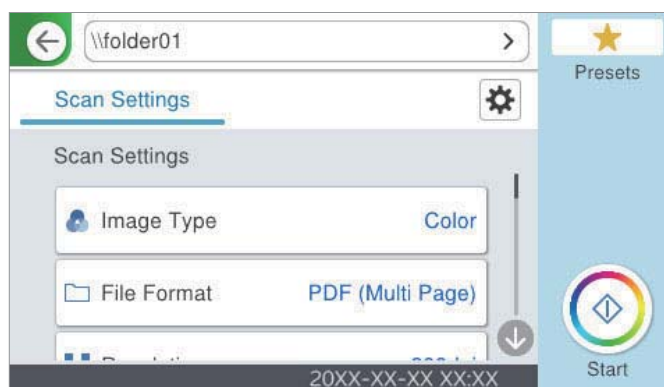 \\folder01
Presets
Scan Settings
Scan Settings
Image Type Color
File Format PDF (Multi Page)
20XX-XX-XX XX:XX
Start